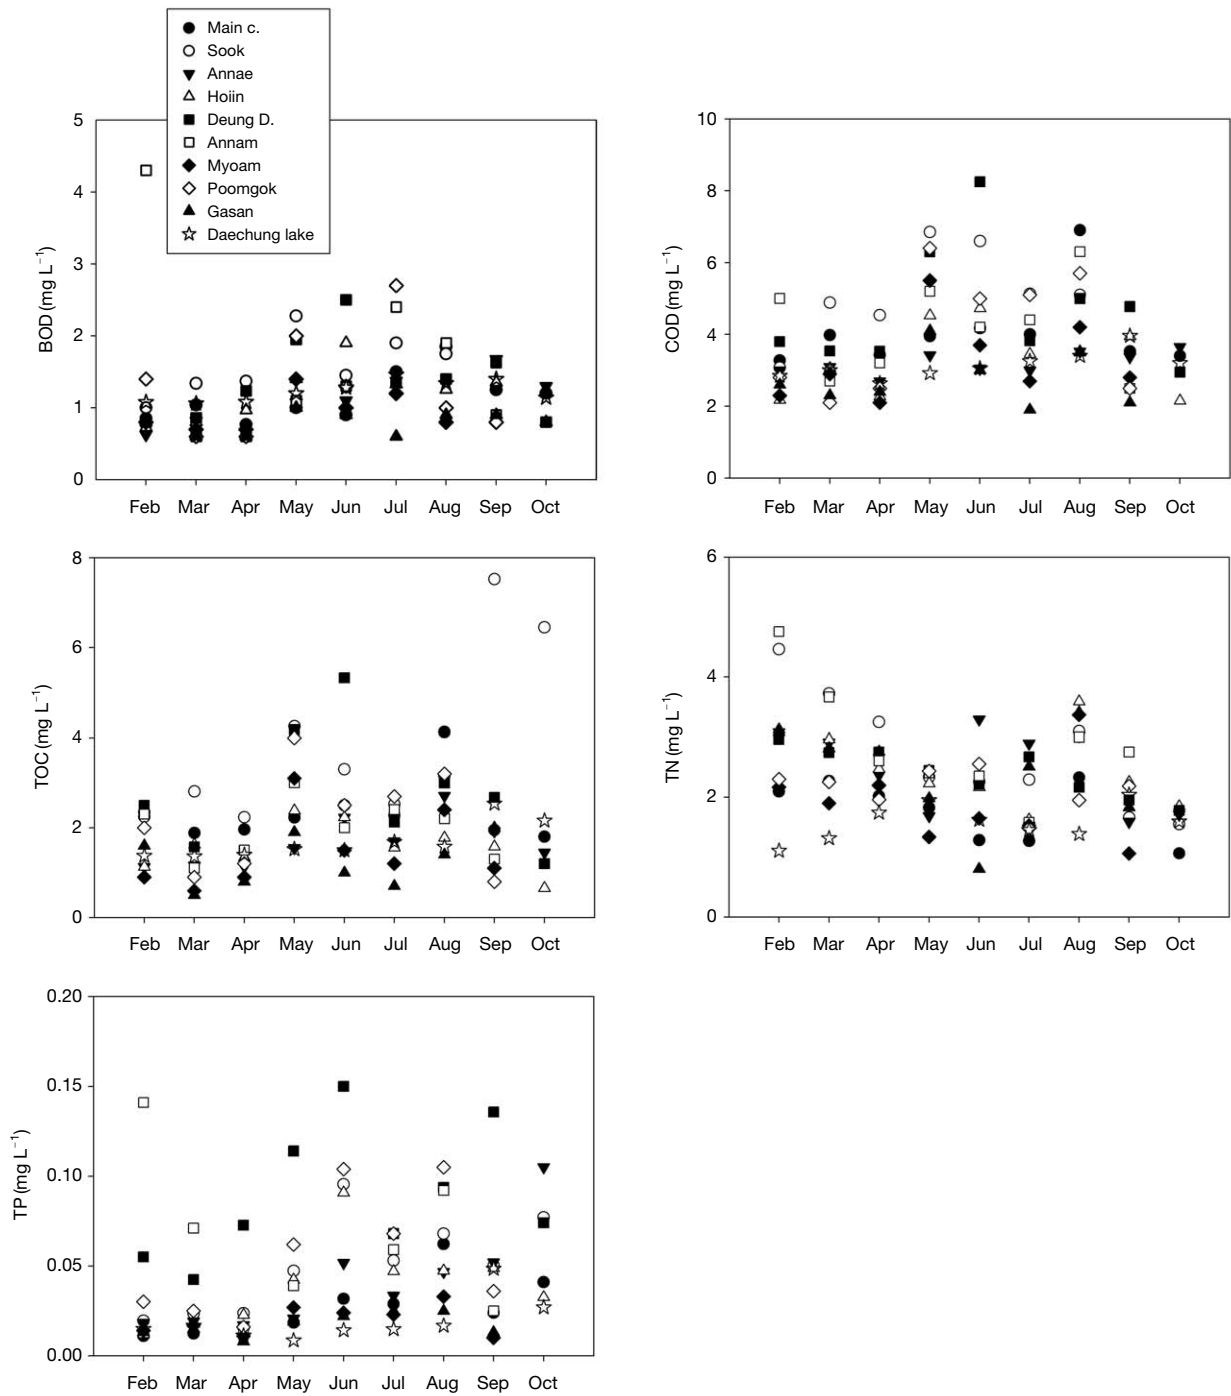 Main c.
Sook
Annae
Hoiin
Deung D.
Annam
Myoam
Poomgok
Gasan
Daechung lake
BOD (mg L⁻¹)
5
4
3
2
1
0
Feb Mar Apr May Jun Jul Aug Sep Oct
COD (mg L⁻¹)
10
8
6
4
2
0
Feb Mar Apr May Jun Jul Aug Sep Oct
TOC (mg L⁻¹)
8
6
4
2
0
Feb Mar Apr May Jun Jul Aug Sep Oct
TN (mg L⁻¹)
6
4
2
0
Feb Mar Apr May Jun Jul Aug Sep Oct
TP (mg L⁻¹)
0.20
0.15
0.10
0.05
0.00
Feb Mar Apr May Jun Jul Aug Sep Oct